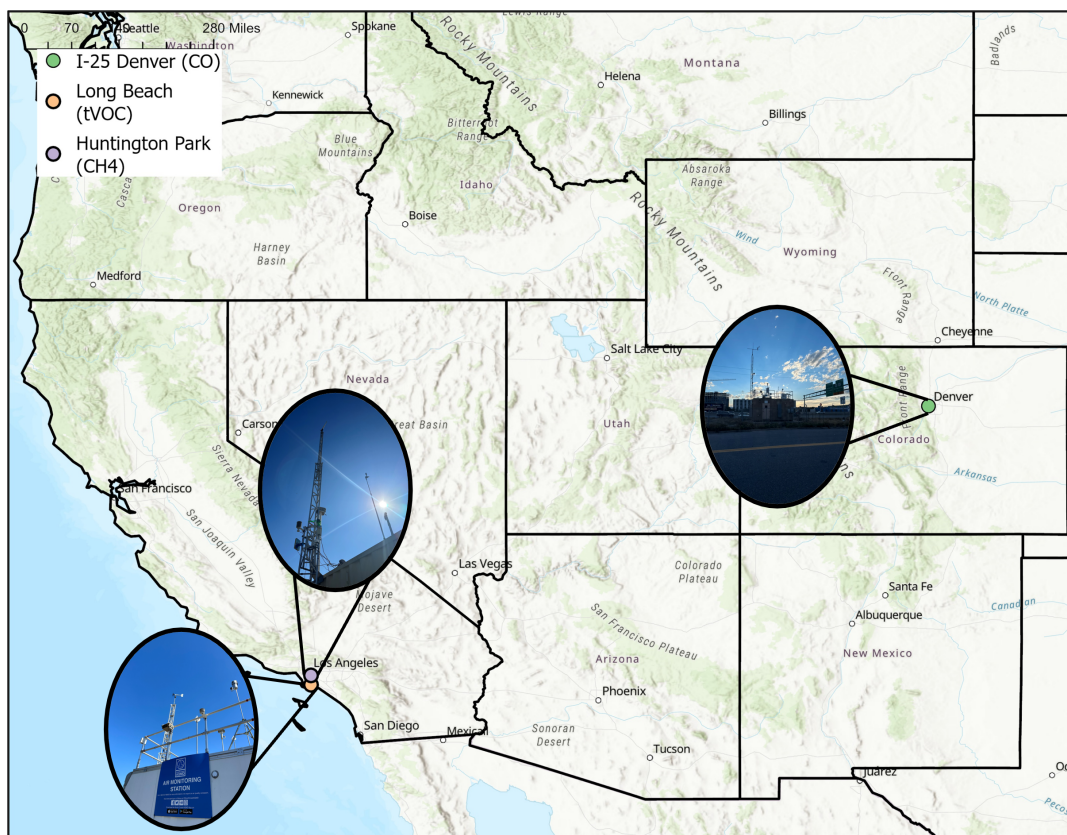 0 70 140 280 Miles
I-25 Denver (CO)
Long Beach
(tVOC)
Huntington Park
(CH4)
Seattle
Spokane
Washington
Lewis Range
Rocky Mountains
Montana
Helena
Badlands
Kennewick
Billings
Bitterroot
Range
Blue
Mountains
Idaho
Absaroka
Range
Oregon
Boise
Rocky Mountains
Wind
Wyoming
Harney
Basin
Medford
Front Range
North Platte
Cheyenne
Salt Lake City
Nevada
Great Basin
Utah
Front Range
Denver
Colorado
Carson
Sierra Nevada
Arkansas
San Francisco
San Joaquin Valley
Las Vegas
Mojave
Desert
Colorado
Plateau
Santa Fe
Canadian
Albuquerque
San Francisco Plateau
Los Angeles
Arizona
New Mexico
Phoenix
San Diego
Mexicali
Sonoran
Desert
Tucson
Juárez
Pecos
AIR MONITORING
STATION